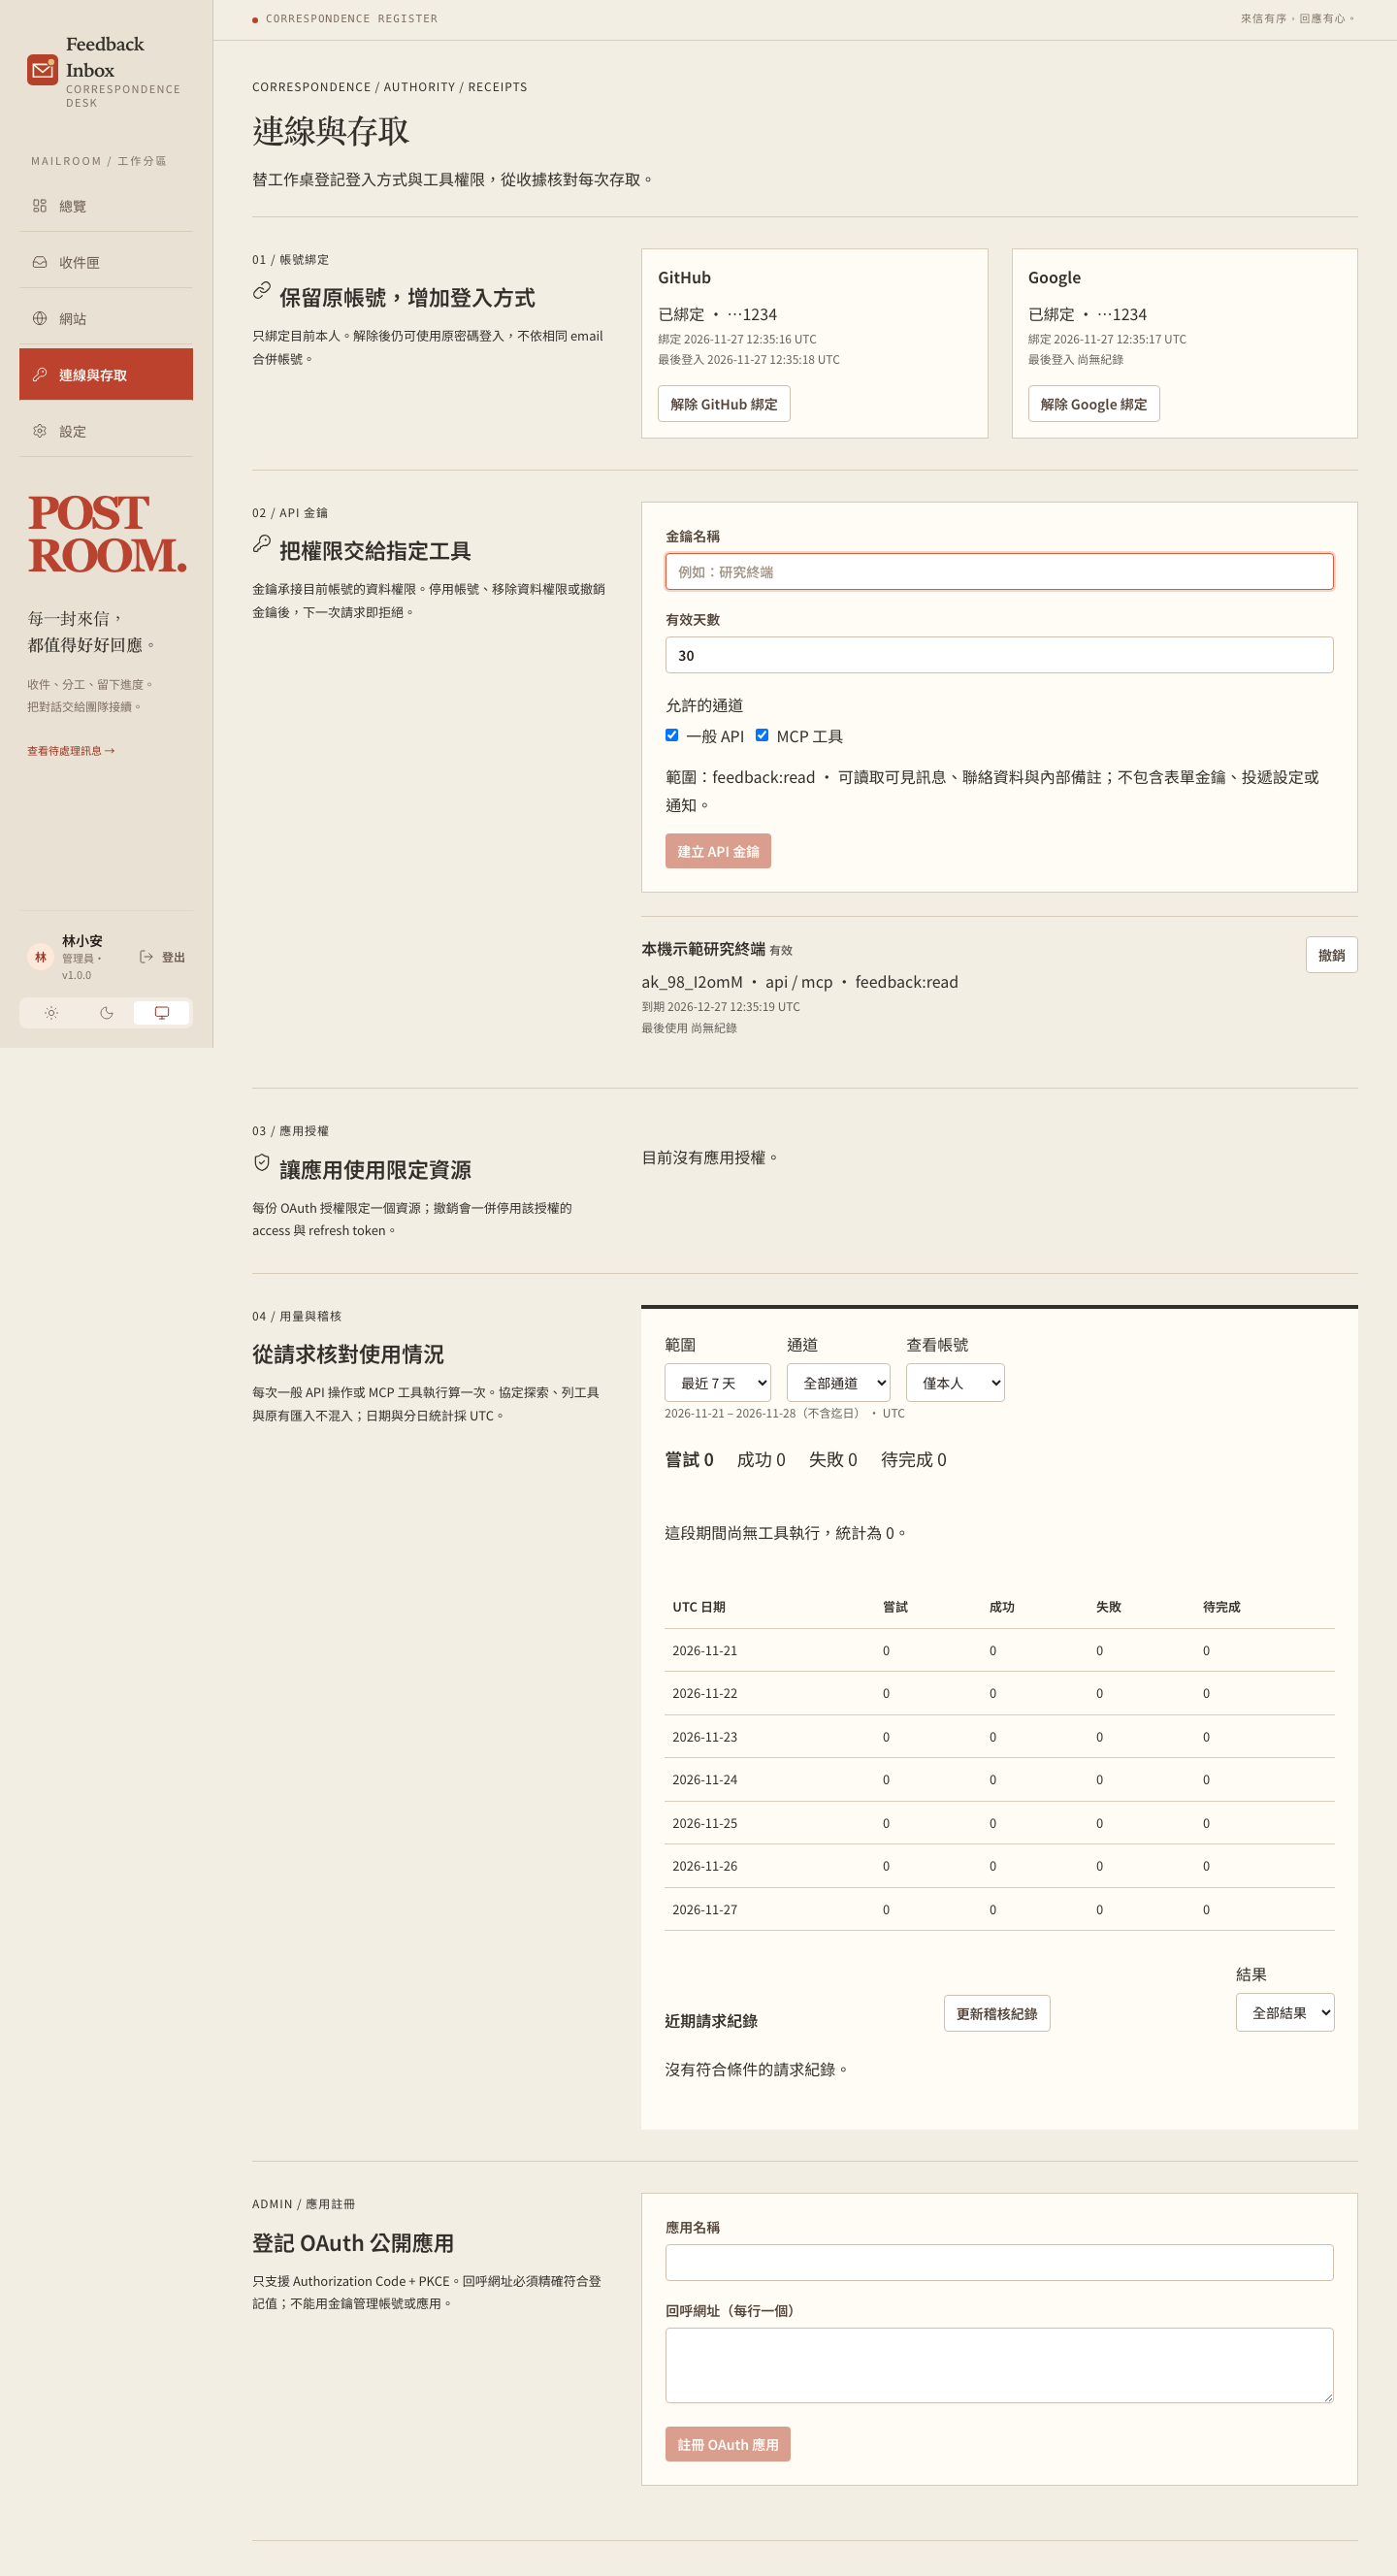 Feedback
Inbox
CORRESPONDENCE
DESK
MAILROOM / 工作分區
總覽
收件匣
網站
連線與存取
設定
POST
ROOM.
每一封來信，
都值得好好回應。
收件、分工、留下進度。
把對話交給團隊接續。
查看待處理訊息 →
林
林小安
管理員・
v1.0.0
登出
CORRESPONDENCE REGISTER
來信有序，回應有心。
CORRESPONDENCE / AUTHORITY / RECEIPTS
連線與存取
替工作桌登記登入方式與工具權限，從收據核對每次存取。
01 / 帳號綁定
保留原帳號，增加登入方式
只綁定目前本人。解除後仍可使用原密碼登入，不依相同 email
合併帳號。
GitHub
已綁定 · …1234
綁定 2026-11-27 12:35:16 UTC
最後登入 2026-11-27 12:35:18 UTC
解除 GitHub 綁定
Google
已綁定 · …1234
綁定 2026-11-27 12:35:17 UTC
最後登入 尚無紀錄
解除 Google 綁定
02 / API 金鑰
把權限交給指定工具
金鑰承接目前帳號的資料權限。停用帳號、移除資料權限或撤銷
金鑰後，下一次請求即拒絕。
金鑰名稱
例如：研究終端
有效天數
30
允許的通道
一般 API MCP 工具
範圍：feedback:read · 可讀取可見訊息、聯絡資料與內部備註；不包含表單金鑰、投遞設定或
通知。
建立 API 金鑰
本機示範研究終端 有效
ak_98_I2omM · api / mcp · feedback:read
到期 2026-12-27 12:35:19 UTC
最後使用 尚無紀錄
撤銷
03 / 應用授權
讓應用使用限定資源
每份 OAuth 授權限定一個資源；撤銷會一併停用該授權的
access 與 refresh token。
目前沒有應用授權。
04 / 用量與稽核
從請求核對使用情況
每次一般 API 操作或 MCP 工具執行算一次。協定探索、列工具
與原有匯入不混入；日期與分日統計採 UTC。
範圍 通道 查看帳號
最近 7 天 全部通道 僅本人
2026-11-21 – 2026-11-28（不含迄日） · UTC
嘗試 0 成功 0 失敗 0 待完成 0
這段期間尚無工具執行，統計為 0。
UTC 日期 嘗試 成功 失敗 待完成
2026-11-21 0 0 0 0
2026-11-22 0 0 0 0
2026-11-23 0 0 0 0
2026-11-24 0 0 0 0
2026-11-25 0 0 0 0
2026-11-26 0 0 0 0
2026-11-27 0 0 0 0
近期請求紀錄
更新稽核紀錄
結果
全部結果
沒有符合條件的請求紀錄。
ADMIN / 應用註冊
登記 OAuth 公開應用
只支援 Authorization Code + PKCE。回呼網址必須精確符合登
記值；不能用金鑰管理帳號或應用。
應用名稱
回呼網址（每行一個）
註冊 OAuth 應用